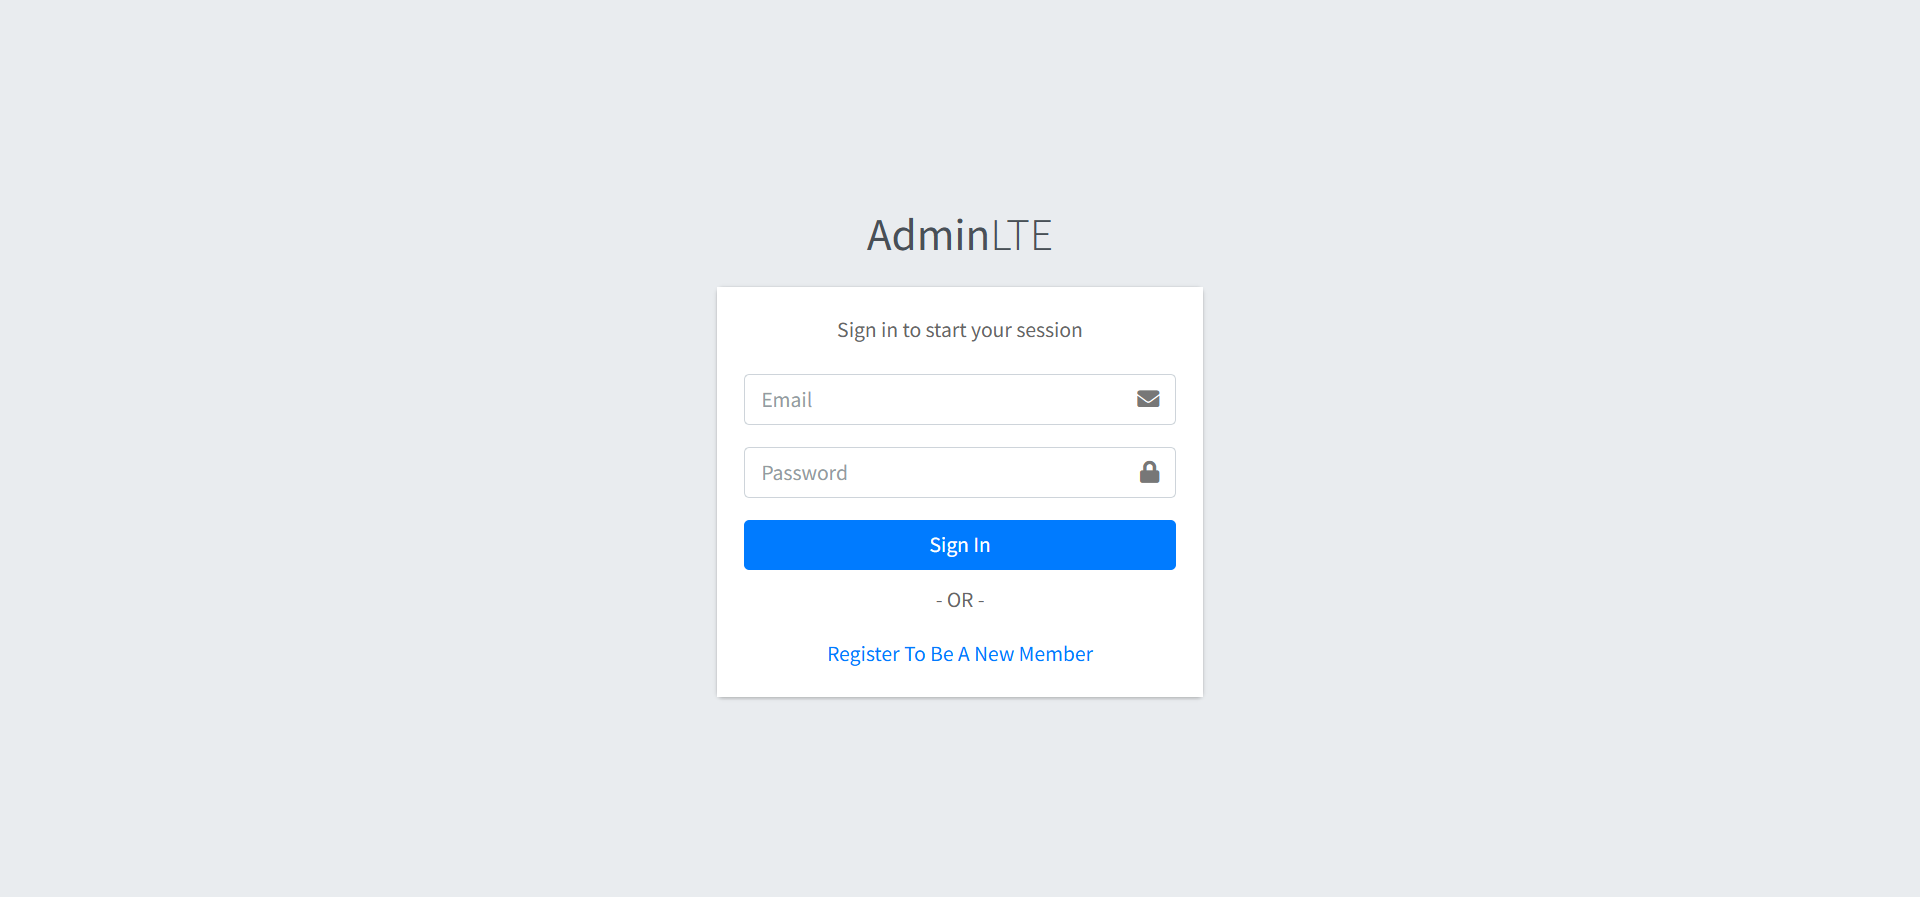 AdminLTE
Sign in to start your session
Email
Password
Sign In
- OR -
Register To Be A New Member